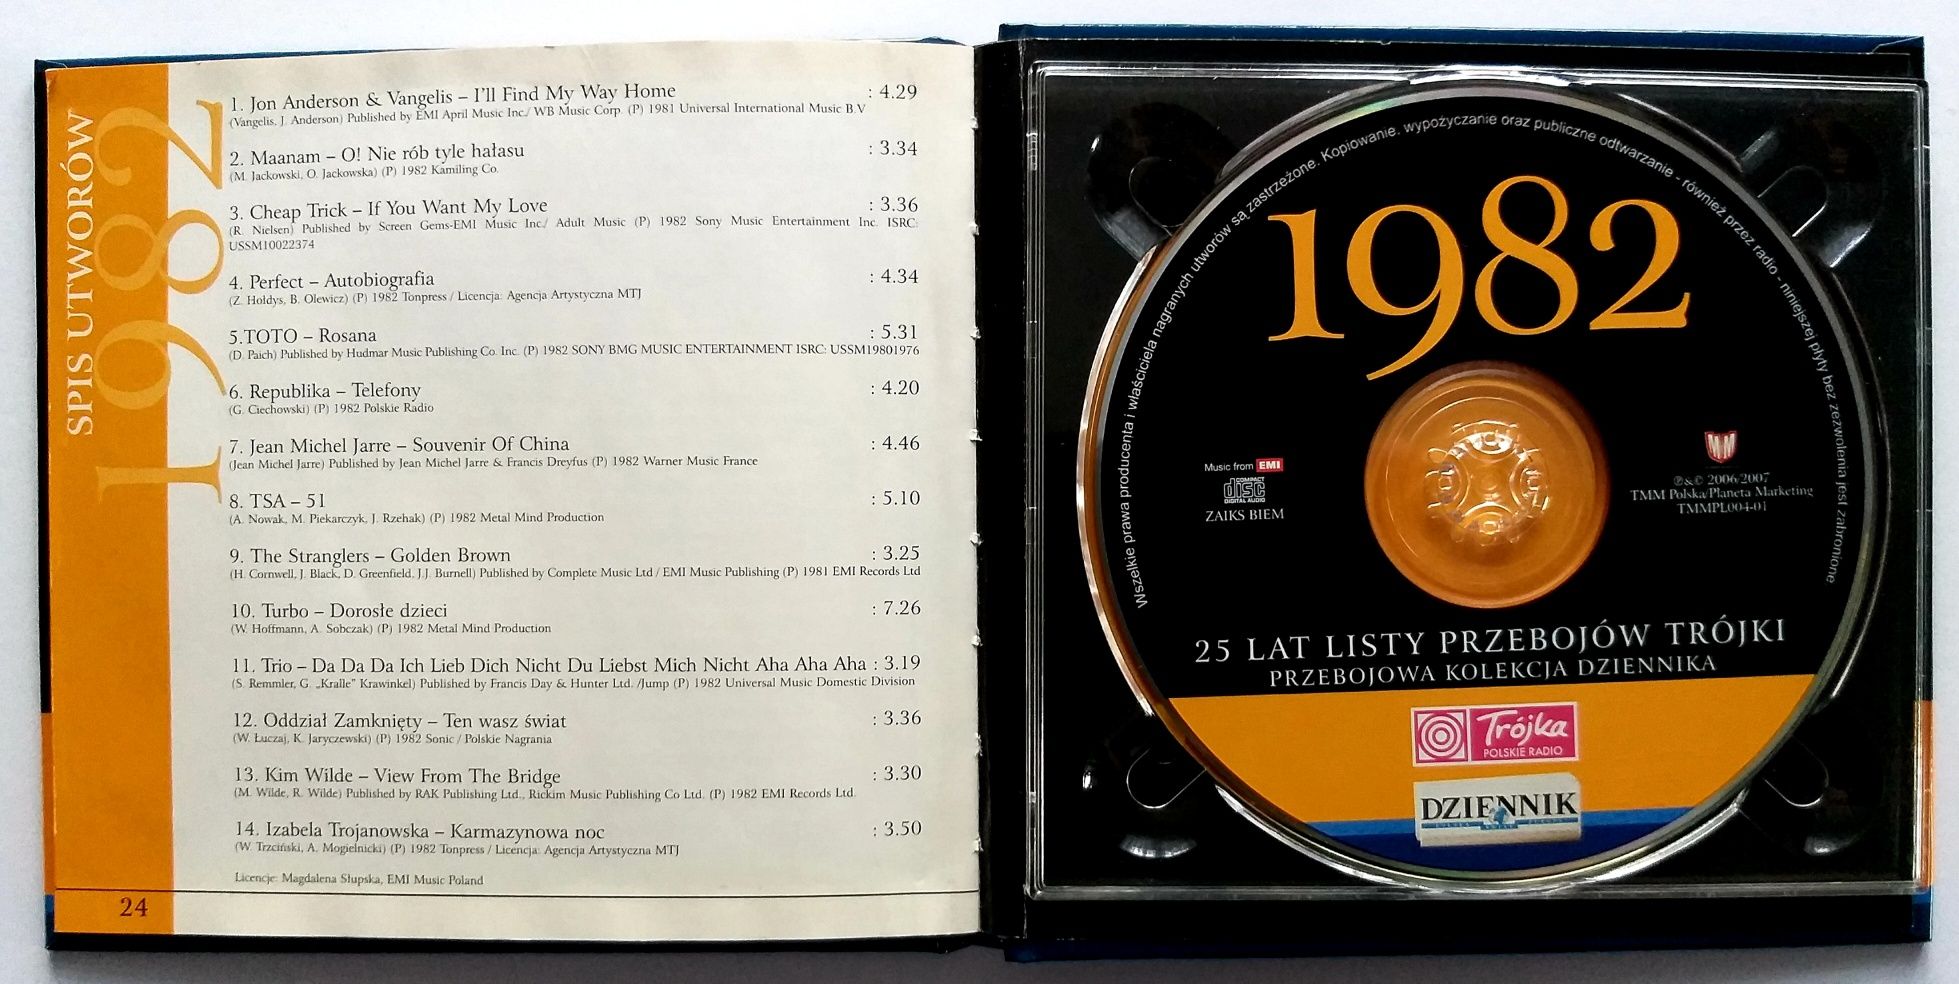 SPIS UTWORÓW
1982
1. Jon Anderson & Vangelis – I'll Find My Way Home : 4.29
(Vangelis, J. Anderson) Published by EMI April Music Inc./ WB Music Corp. (P) 1981 Universal International Music B.V
2. Maanam – O! Nie rób tyle hałasu : 3.34
(M. Jackowski, O. Jackowska) (P) 1982 Kamiling Co.
3. Cheap Trick – If You Want My Love : 3.36
(R. Nielsen) Published by Screen Gems-EMI Music Inc./ Adult Music (P) 1982 Sony Music Entertainment Inc. ISRC:
USSM10022374
4. Perfect – Autobiografia : 4.34
(Z. Hołdys, B. Olewicz) (P) 1982 Tonpress / Licencja: Agencja Artystyczna MTJ
5.TOTO – Rosana : 5.31
(D. Paich) Published by Hudmar Music Publishing Co. Inc. (P) 1982 SONY BMG MUSIC ENTERTAINMENT ISRC: USSM19801976
6. Republika – Telefony : 4.20
(G. Ciechowski) (P) 1982 Polskie Radio
7. Jean Michel Jarre – Souvenir Of China : 4.46
(Jean Michel Jarre) Published by Jean Michel Jarre & Francis Dreyfus (P) 1982 Warner Music France
8. TSA – 51 : 5.10
(A. Nowak, M. Piekarczyk, J. Rzehak) (P) 1982 Metal Mind Production
9. The Stranglers – Golden Brown : 3.25
(H. Cornwell, J. Black, D. Greenfield, J.J. Burnell) Published by Complete Music Ltd / EMI Music Publishing (P) 1981 EMI Records Ltd
10. Turbo – Dorosłe dzieci : 7.26
(W. Hoffmann, A. Sobczak) (P) 1982 Metal Mind Production
11. Trio – Da Da Da Ich Lieb Dich Nicht Du Liebst Mich Nicht Aha Aha Aha : 3.19
(S. Remmler, G. „Kralle" Krawinkel) Published by Francis Day & Hunter Ltd. /Jump (P) 1982 Universal Music Domestic Division
12. Oddział Zamknięty – Ten wasz świat : 3.36
(W. Łuczaj, K. Jaryczewski) (P) 1982 Sonic / Polskie Nagrania
13. Kim Wilde – View From The Bridge : 3.30
(M. Wilde, R. Wilde) Published by RAK Publishing Ltd., Rickim Music Publishing Co Ltd. (P) 1982 EMI Records Ltd.
14. Izabela Trojanowska – Karmazynowa noc : 3.50
(W. Trzciński, A. Mogielnicki) (P) 1982 Tonpress / Licencja: Agencja Artystyczna MTJ
Licencje: Magdalena Słupska, EMI Music Poland
24
Wszelkie prawa producenta i właściciela nagranych utworów są zastrzeżone. Kopiowanie, wypożyczanie oraz publiczne odtwarzanie - również przez radio - niniejszej płyty bez zezwolenia jest zabronione
1982
Music from EMI
COMPACT
disc
DIGITAL AUDIO
ZAIKS BIEM
℗&© 2006/2007
TMM Polska/Planeta Marketing
TMMPL004-01
25 LAT LISTY PRZEBOJÓW TRÓJKI
PRZEBOJOWA KOLEKCJA DZIENNIKA
Trójka
POLSKIE RADIO
DZIENNIK